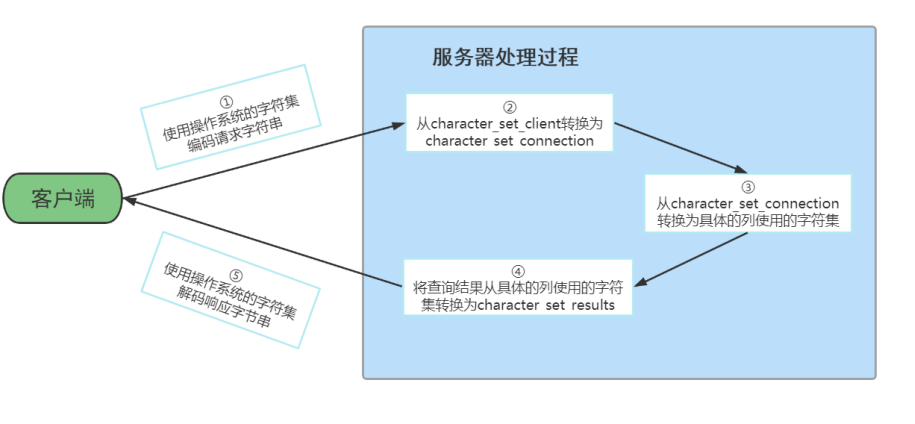 服务器处理过程
①
使用操作系统的字符集
编码请求字符串
②
从character_set_client转换为
character_set_connection
客户端
③
从character_set_connection
转换为具体的列使用的字符集
④
将查询结果从具体的列使用的字符
集转换为character_set_results
⑤
使用操作系统的字符集
解码响应字节串